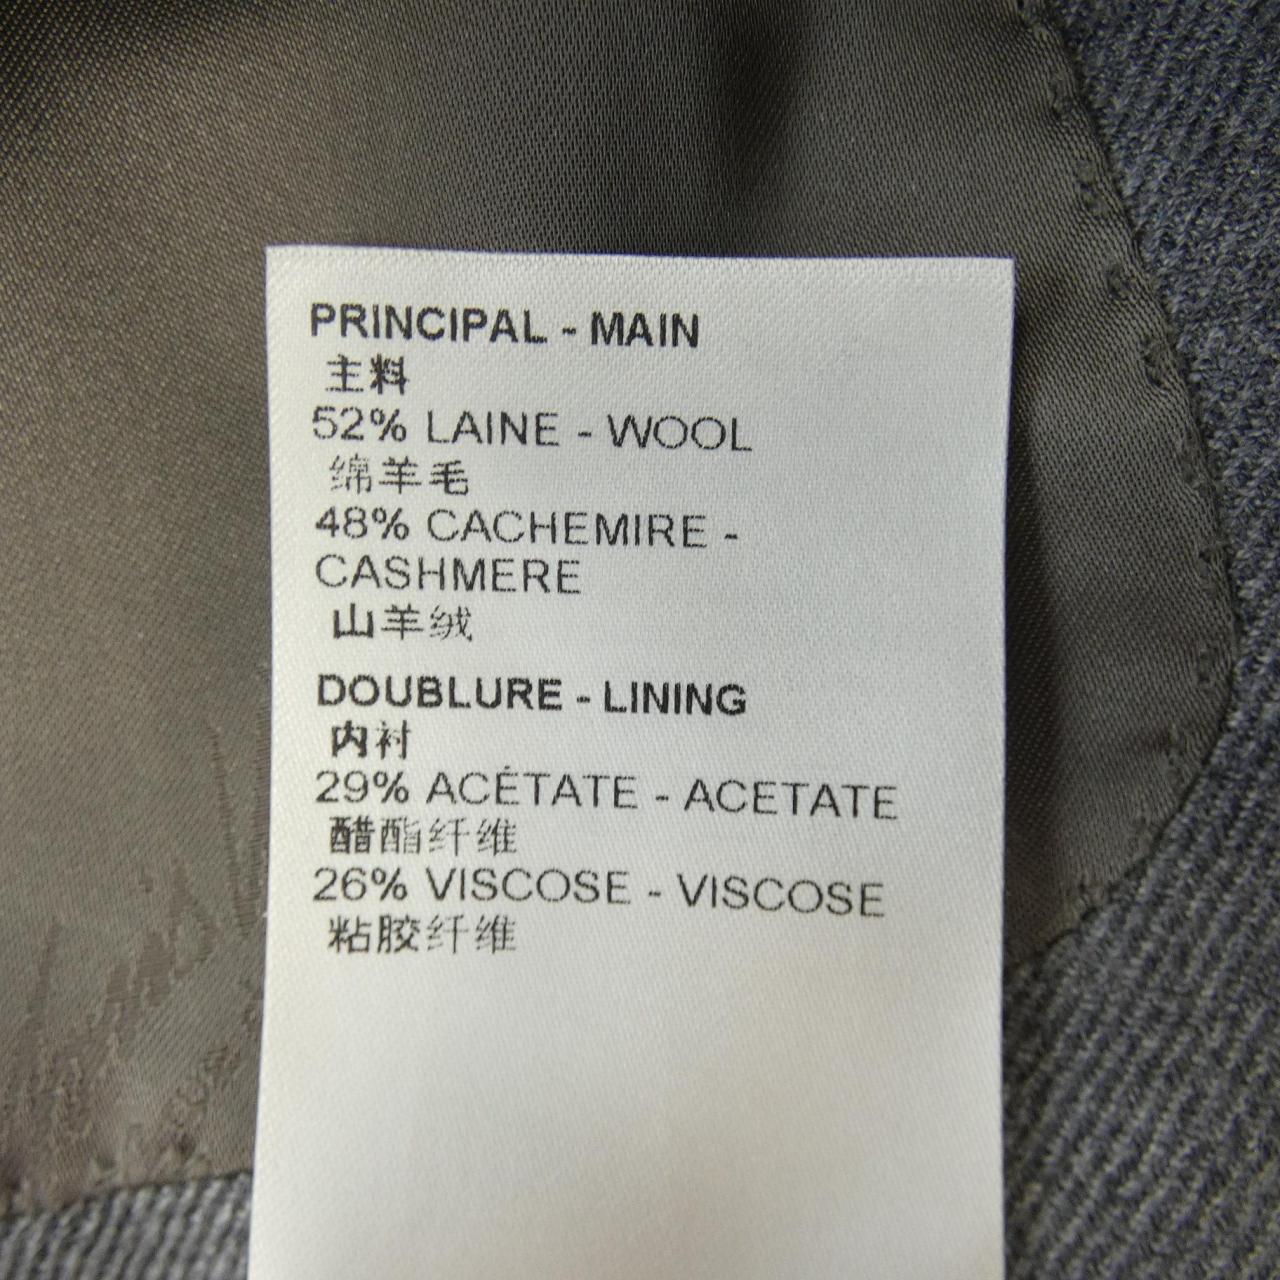 PRINCIPAL - MAIN
主料
52% LAINE - WOOL
绵羊毛
48% CACHEMIRE -
CASHMERE
山羊绒
DOUBLURE - LINING
内衬
29% ACÉTATE - ACETATE
醋酯纤维
26% VISCOSE - VISCOSE
粘胶纤维